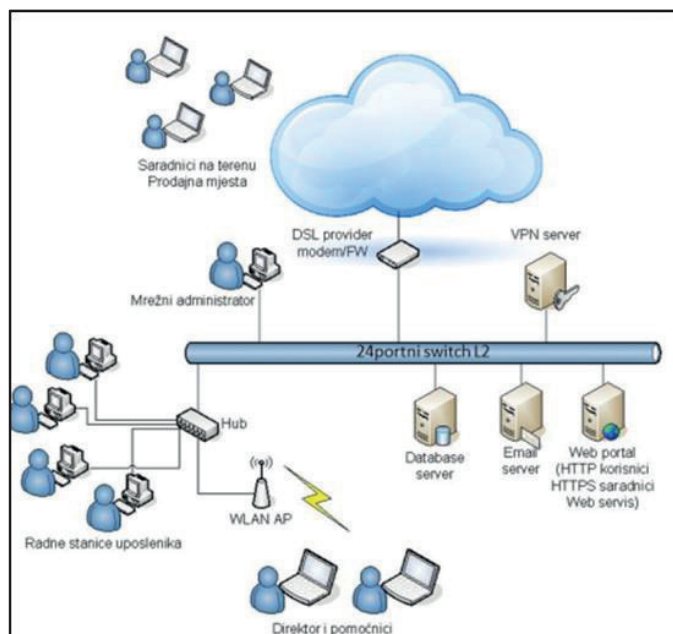 Saradnici na terenu
Prodajna mjesta
DSL provider
modem/FW
VPN server
Mrežni administrator
24portni switch L2
Hub
Database
server
Email
server
Web portal
(HTTP korisnici
HTTPS saradnici
Web servis)
WLAN AP
Radne stanice uposlenika
Direktor i pomoćnici